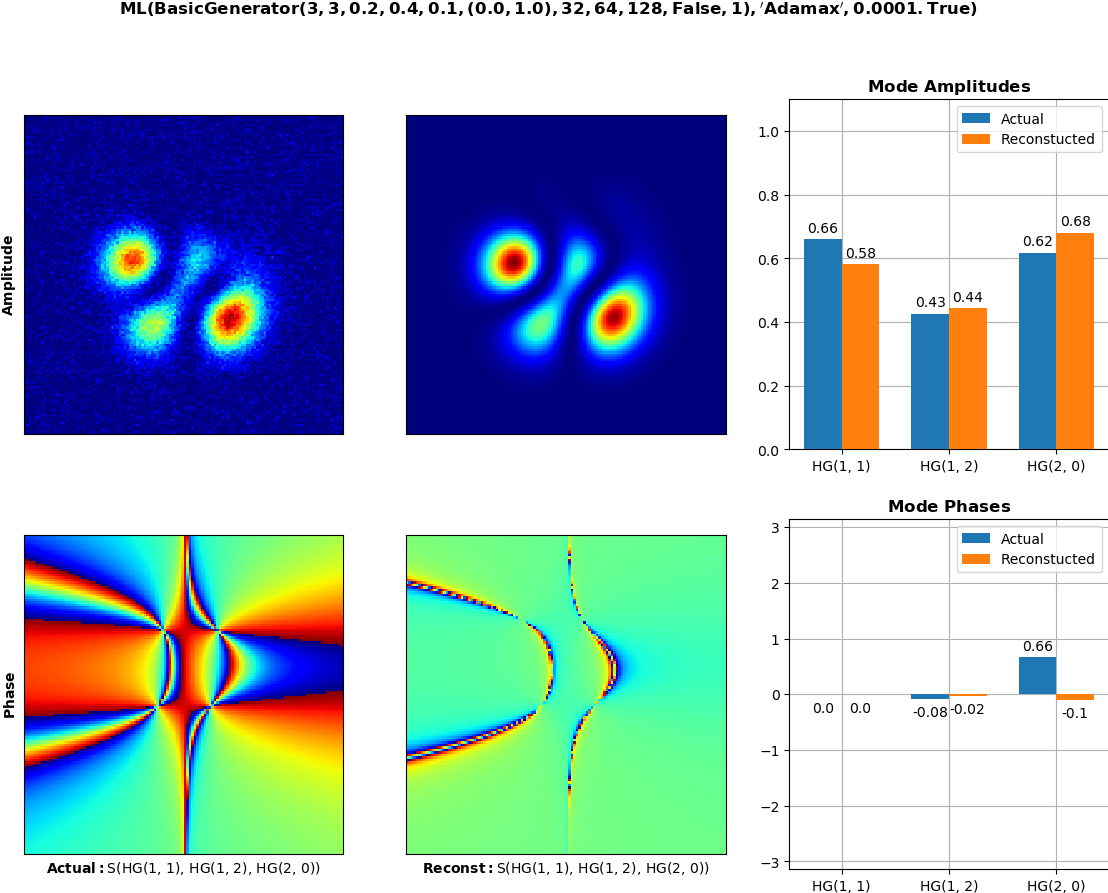 ML(BasicGenerator(3, 3, 0.2, 0.4, 0.1, (0.0, 1.0), 32, 64, 128, False, 1), ′Adamax′, 0.0001. True)
Mode Amplitudes
Amplitude
1.0
0.8
0.6
0.4
0.2
0.0
Actual
Reconstucted
0.66
0.58
0.43
0.44
0.62
0.68
HG(1, 1)
HG(1, 2)
HG(2, 0)
Mode Phases
Phase
3
2
1
0
−1
−2
−3
Actual
Reconstucted
0.0
0.0
-0.08
-0.02
0.66
-0.1
HG(1, 1)
HG(1, 2)
HG(2, 0)
Actual: S(HG(1, 1), HG(1, 2), HG(2, 0))
Reconst: S(HG(1, 1), HG(1, 2), HG(2, 0))